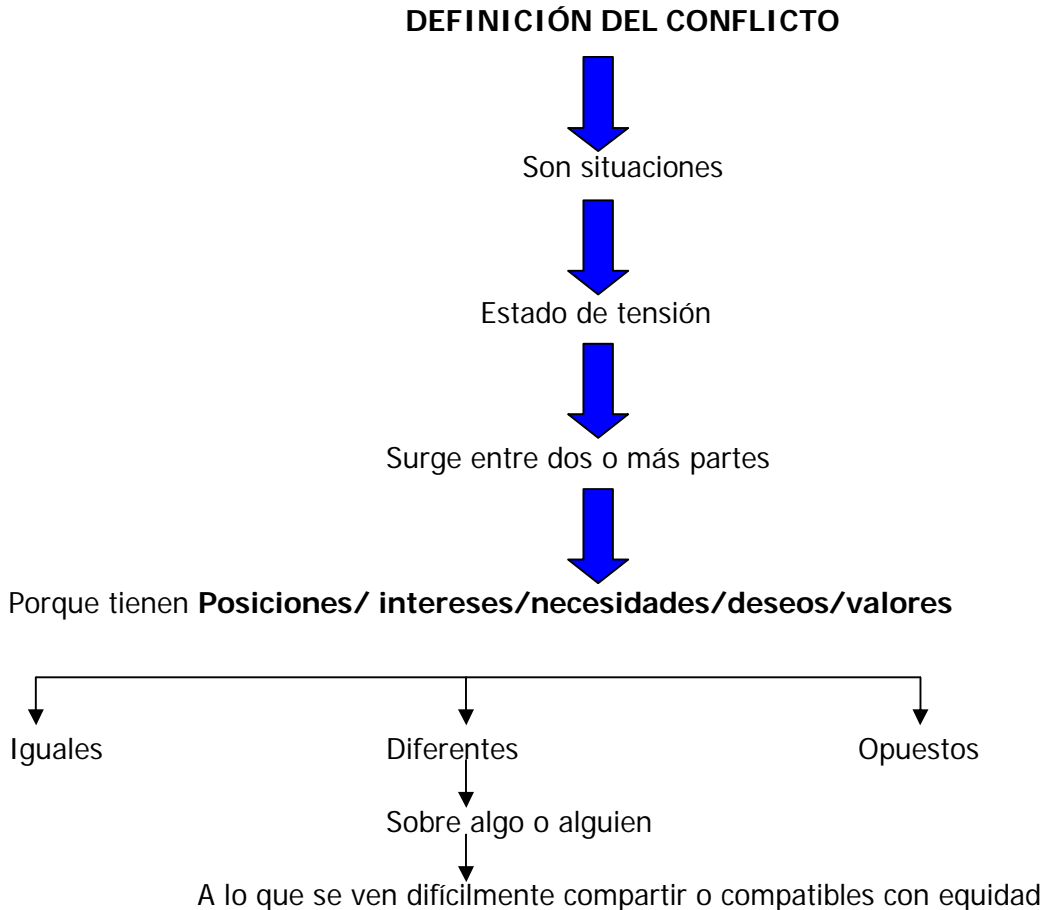 DEFINICIÓN DEL CONFLICTO
Son situaciones
Estado de tensión
Surge entre dos o más partes
Porque tienen Posiciones/ intereses/necesidades/deseos/valores
Iguales Diferentes Opuestos
Sobre algo o alguien
A lo que se ven difícilmente compartir o compatibles con equidad